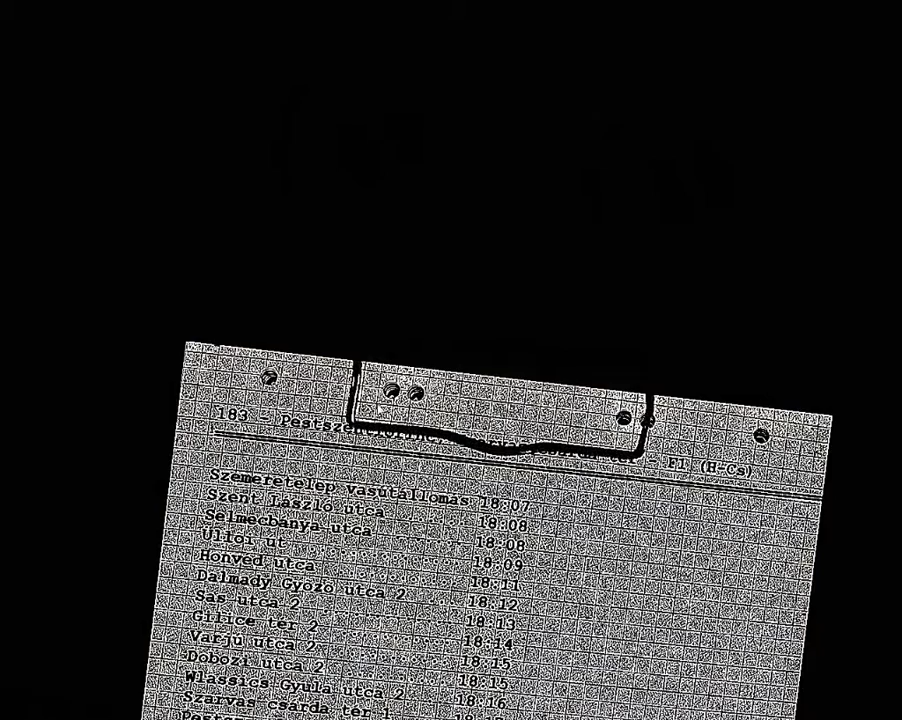 183 - F1 (H-Cs)
Szemeretelep vasútállomás 18:07
Szent László utca 18:08
Selmecbánya utca 18:08
Üllői út 18:09
Honvéd utca 18:11
Dalmady Győző utca 2 18:12
Sas utca 2 18:13
Gilice tér 2 18:14
Varjú utca 2 18:15
Dobozi utca 2 18:15
Wlassics Gyula utca 2 18:16
Szarvas csárda tér 1